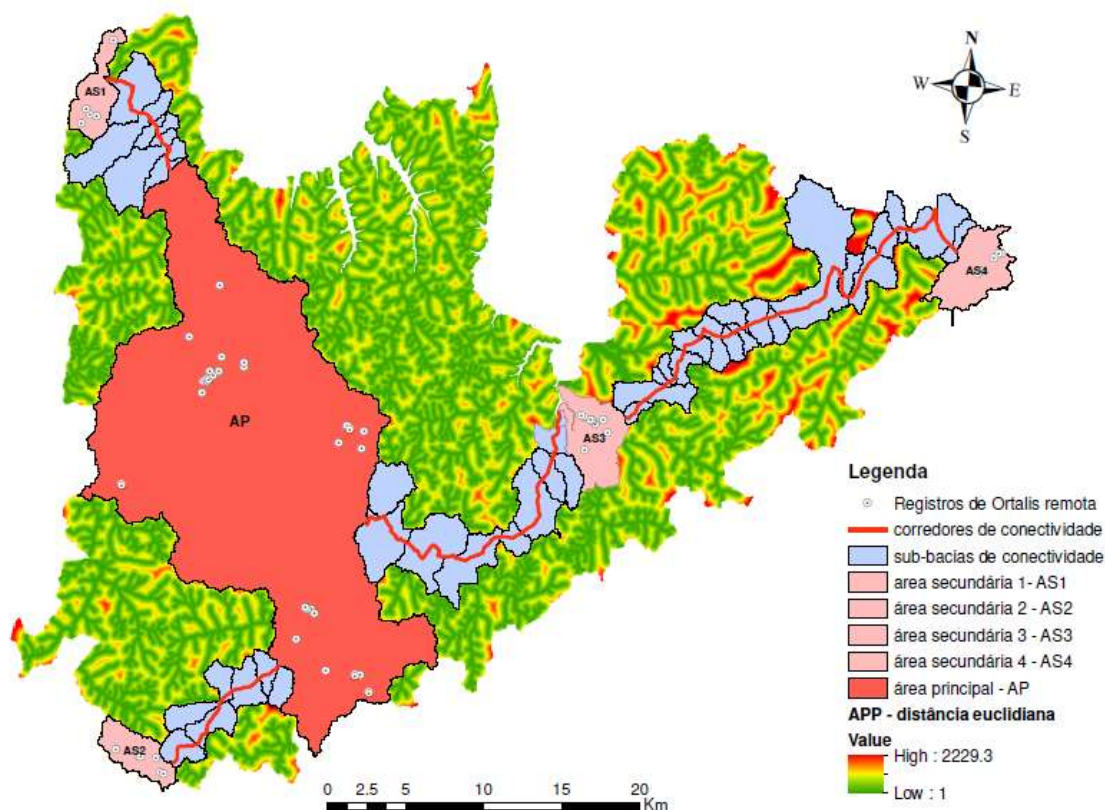 N
W
E
S
AS1
AS4
AP
AS3
AS2
Legenda
Registros de Ortalis remota
corredores de conectividade
sub-bacias de conectividade
area secundária 1- AS1
área secundária 2 - AS2
área secundária 3 - AS3
área secundária 4 - AS4
área principal - AP
APP - distância euclidiana
Value
High : 2229.3
Low : 1
0 2.5 5 10 15 20
Km